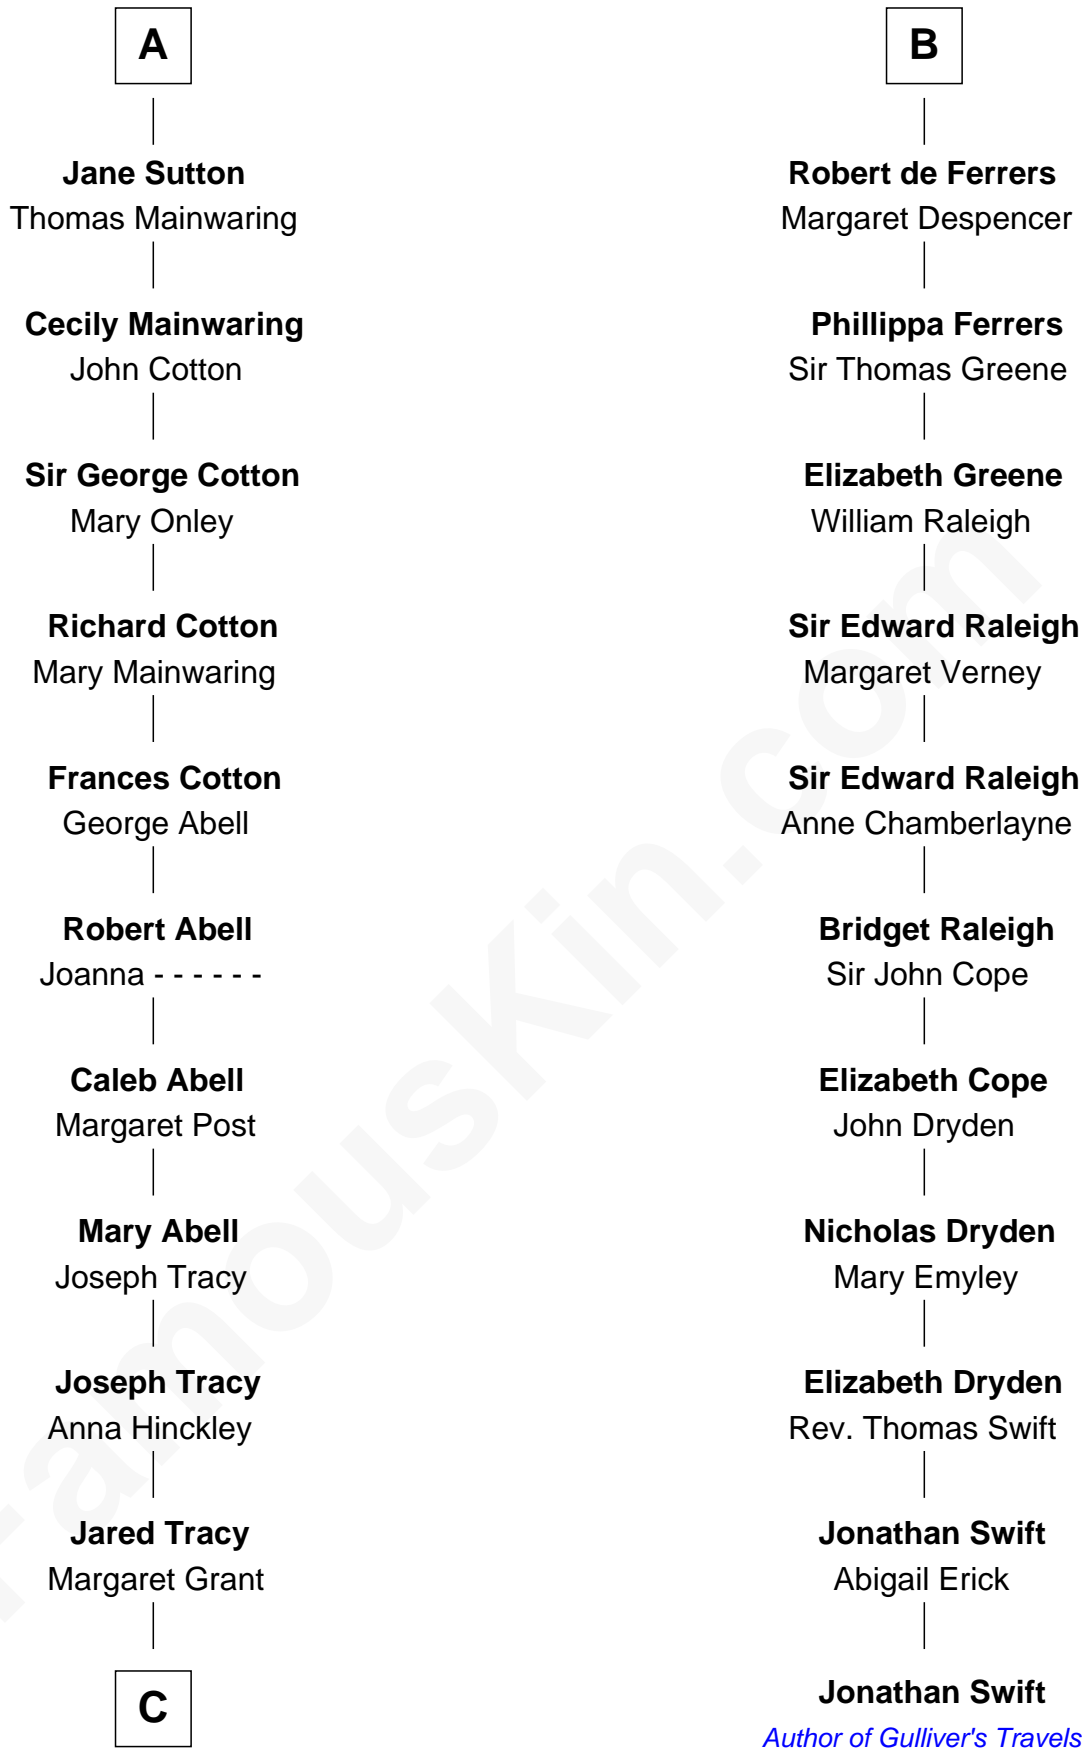 A
Jane Sutton
Thomas Mainwaring
Cecily Mainwaring
John Cotton
Sir George Cotton
Mary Onley
Richard Cotton
Mary Mainwaring
Frances Cotton
George Abell
Robert Abell
Joanna - - - - - -
Caleb Abell
Margaret Post
Mary Abell
Joseph Tracy
Joseph Tracy
Anna Hinckley
Jared Tracy
Margaret Grant
C
B
Robert de Ferrers
Margaret Despencer
Phillippa Ferrers
Sir Thomas Greene
Elizabeth Greene
William Raleigh
Sir Edward Raleigh
Margaret Verney
Sir Edward Raleigh
Anne Chamberlayne
Bridget Raleigh
Sir John Cope
Elizabeth Cope
John Dryden
Nicholas Dryden
Mary Emyley
Elizabeth Dryden
Rev. Thomas Swift
Jonathan Swift
Abigail Erick
Jonathan Swift
Author of Gulliver's Travels
FamousKin.com